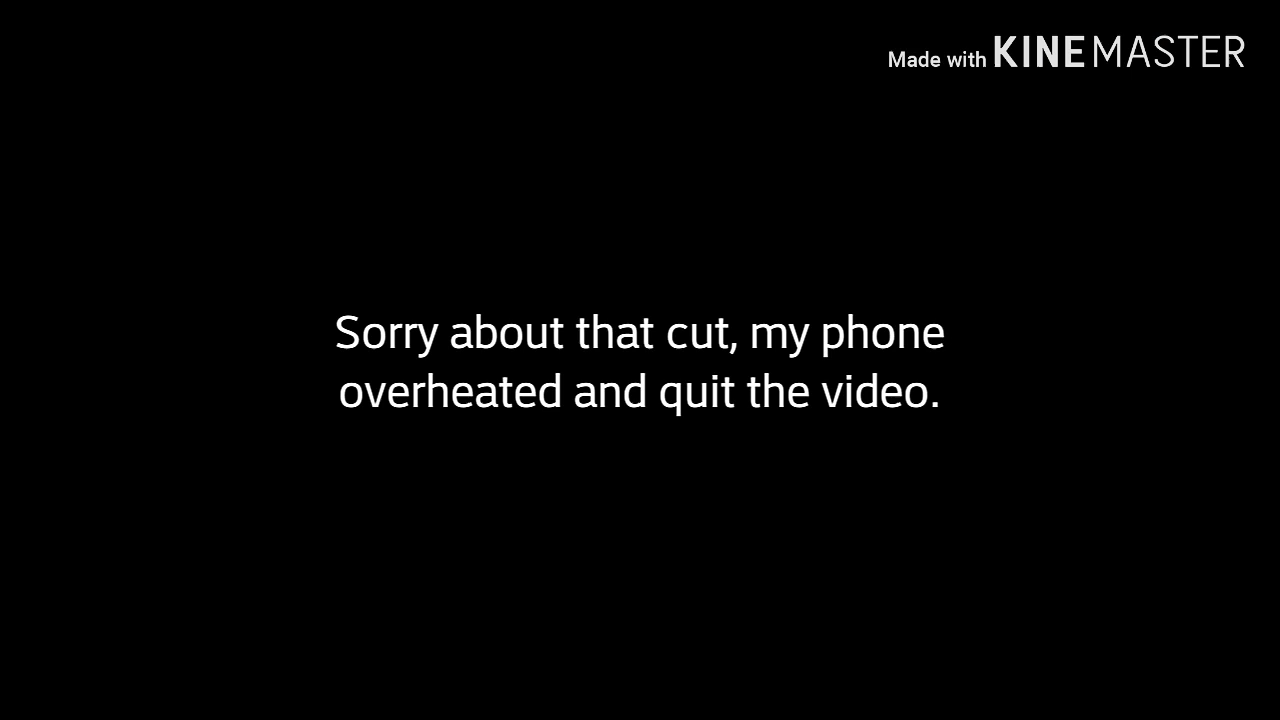 Made with KINEMASTER
Sorry about that cut, my phone
overheated and quit the video.